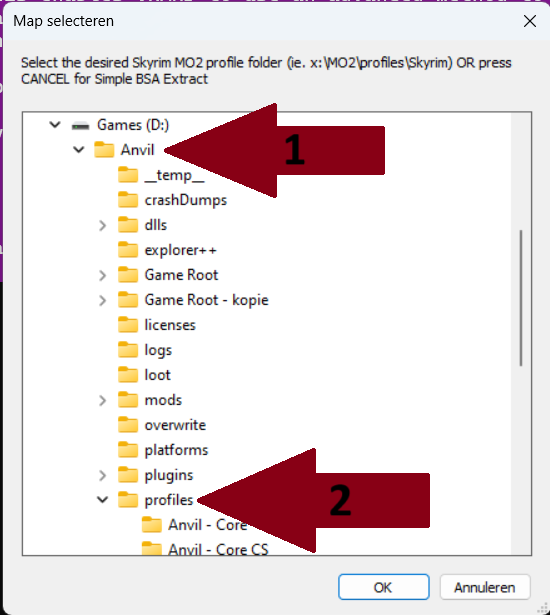 Map selecteren
Select the desired Skyrim MO2 profile folder (ie. x:\MO2\profiles\Skyrim) OR press
CANCEL for Simple BSA Extract
Games (D:)
Anvil
1
__temp__
crashDumps
dlls
explorer++
Game Root
Game Root - kopie
licenses
logs
loot
mods
overwrite
platforms
plugins
profiles
2
Anvil - Core
Anvil - Core CS
OK
Annuleren